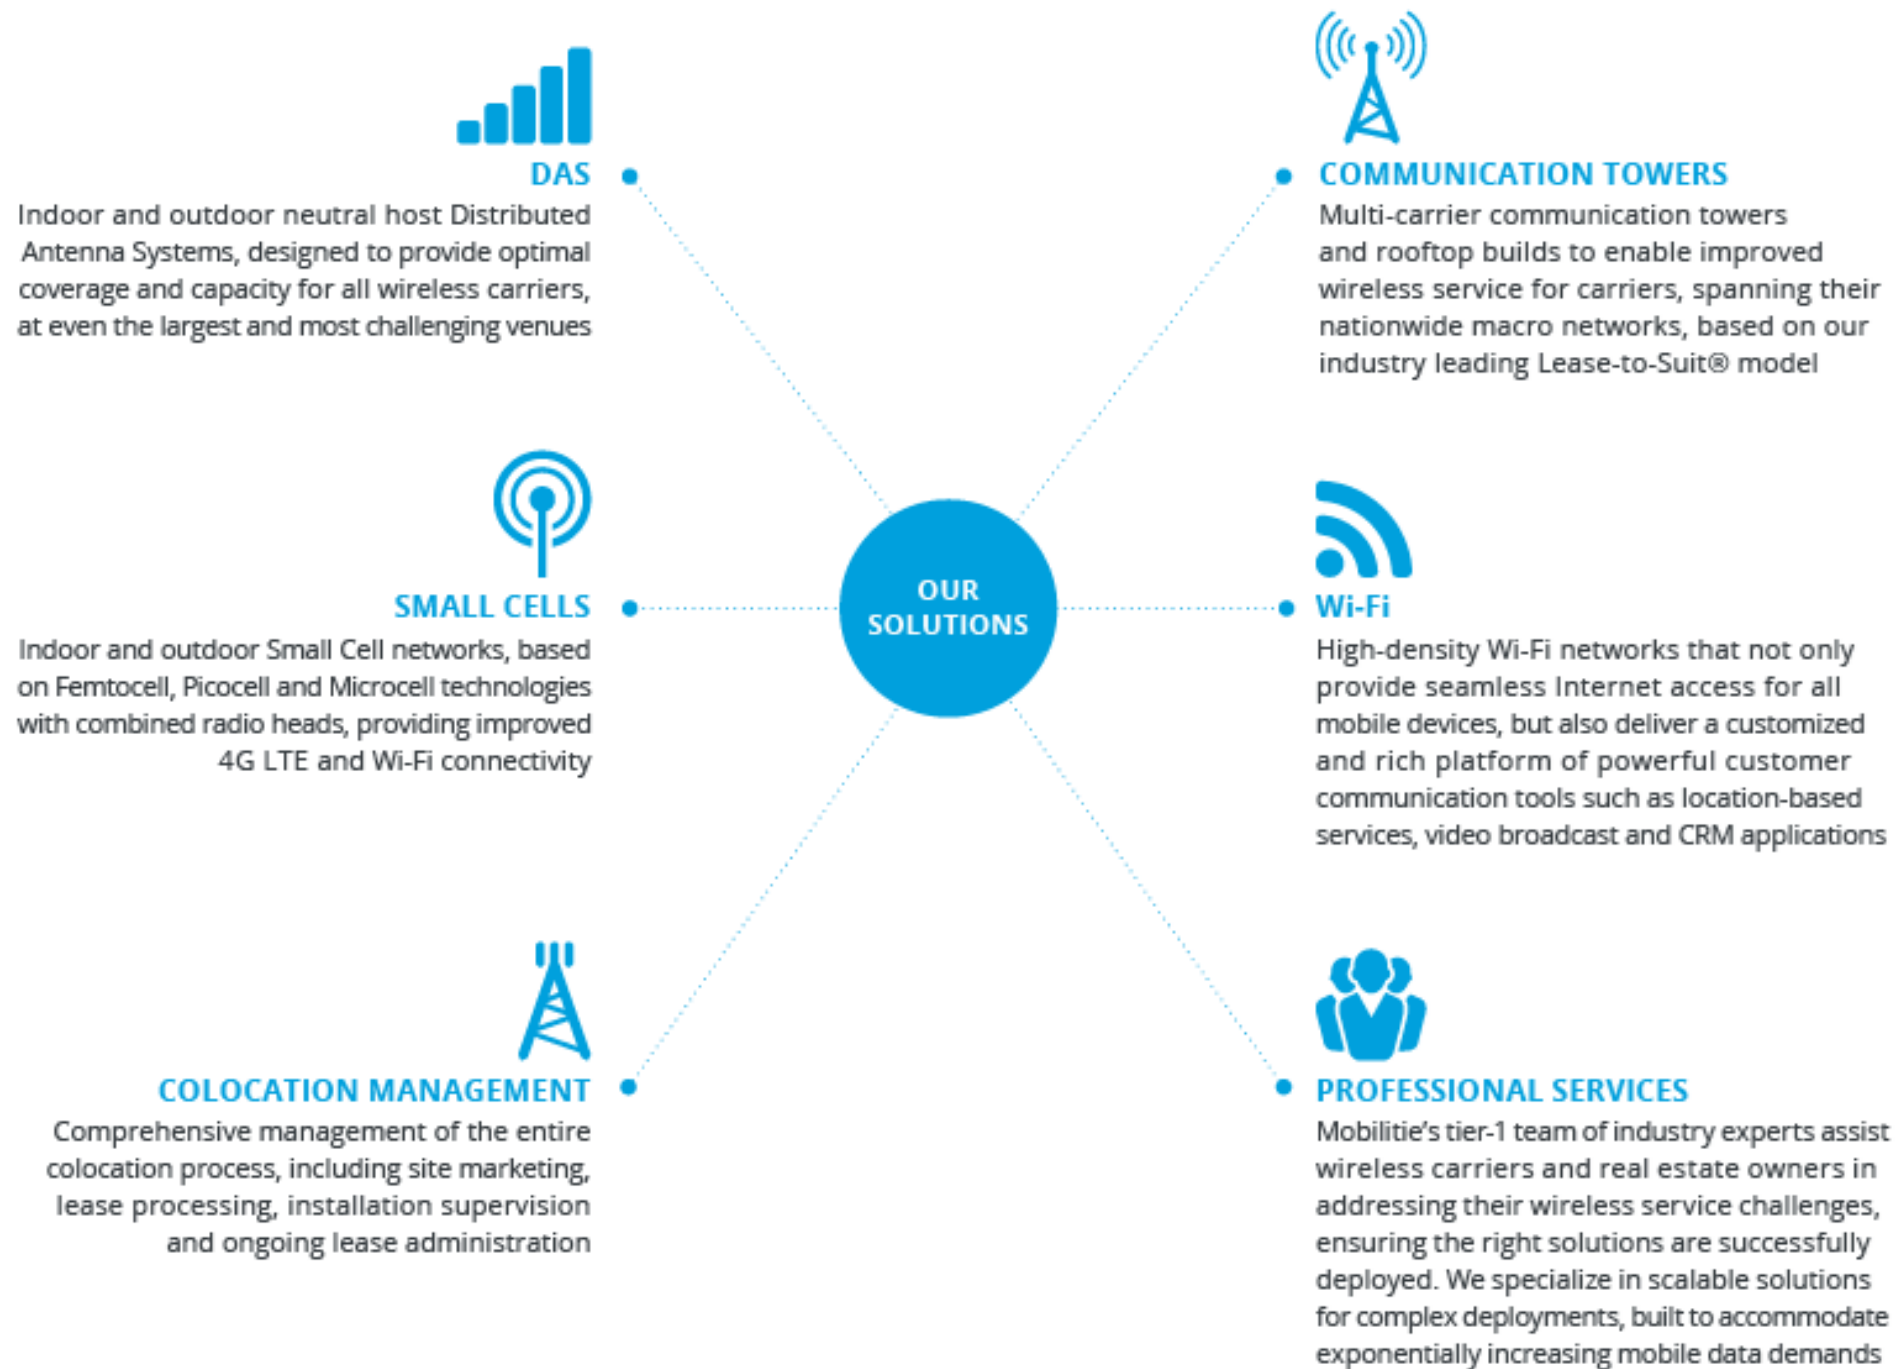 DAS
Indoor and outdoor neutral host Distributed
Antenna Systems, designed to provide optimal
coverage and capacity for all wireless carriers,
at even the largest and most challenging venues
COMMUNICATION TOWERS
Multi-carrier communication towers
and rooftop builds to enable improved
wireless service for carriers, spanning their
nationwide macro networks, based on our
industry leading Lease-to-Suit® model
SMALL CELLS
Indoor and outdoor Small Cell networks, based
on Femtocell, Picocell and Microcell technologies
with combined radio heads, providing improved
4G LTE and Wi-Fi connectivity
OUR
SOLUTIONS
Wi-Fi
High-density Wi-Fi networks that not only
provide seamless Internet access for all
mobile devices, but also deliver a customized
and rich platform of powerful customer
communication tools such as location-based
services, video broadcast and CRM applications
COLOCATION MANAGEMENT
Comprehensive management of the entire
colocation process, including site marketing,
lease processing, installation supervision
and ongoing lease administration
PROFESSIONAL SERVICES
Mobilitie’s tier-1 team of industry experts assist
wireless carriers and real estate owners in
addressing their wireless service challenges,
ensuring the right solutions are successfully
deployed. We specialize in scalable solutions
for complex deployments, built to accommodate
exponentially increasing mobile data demands